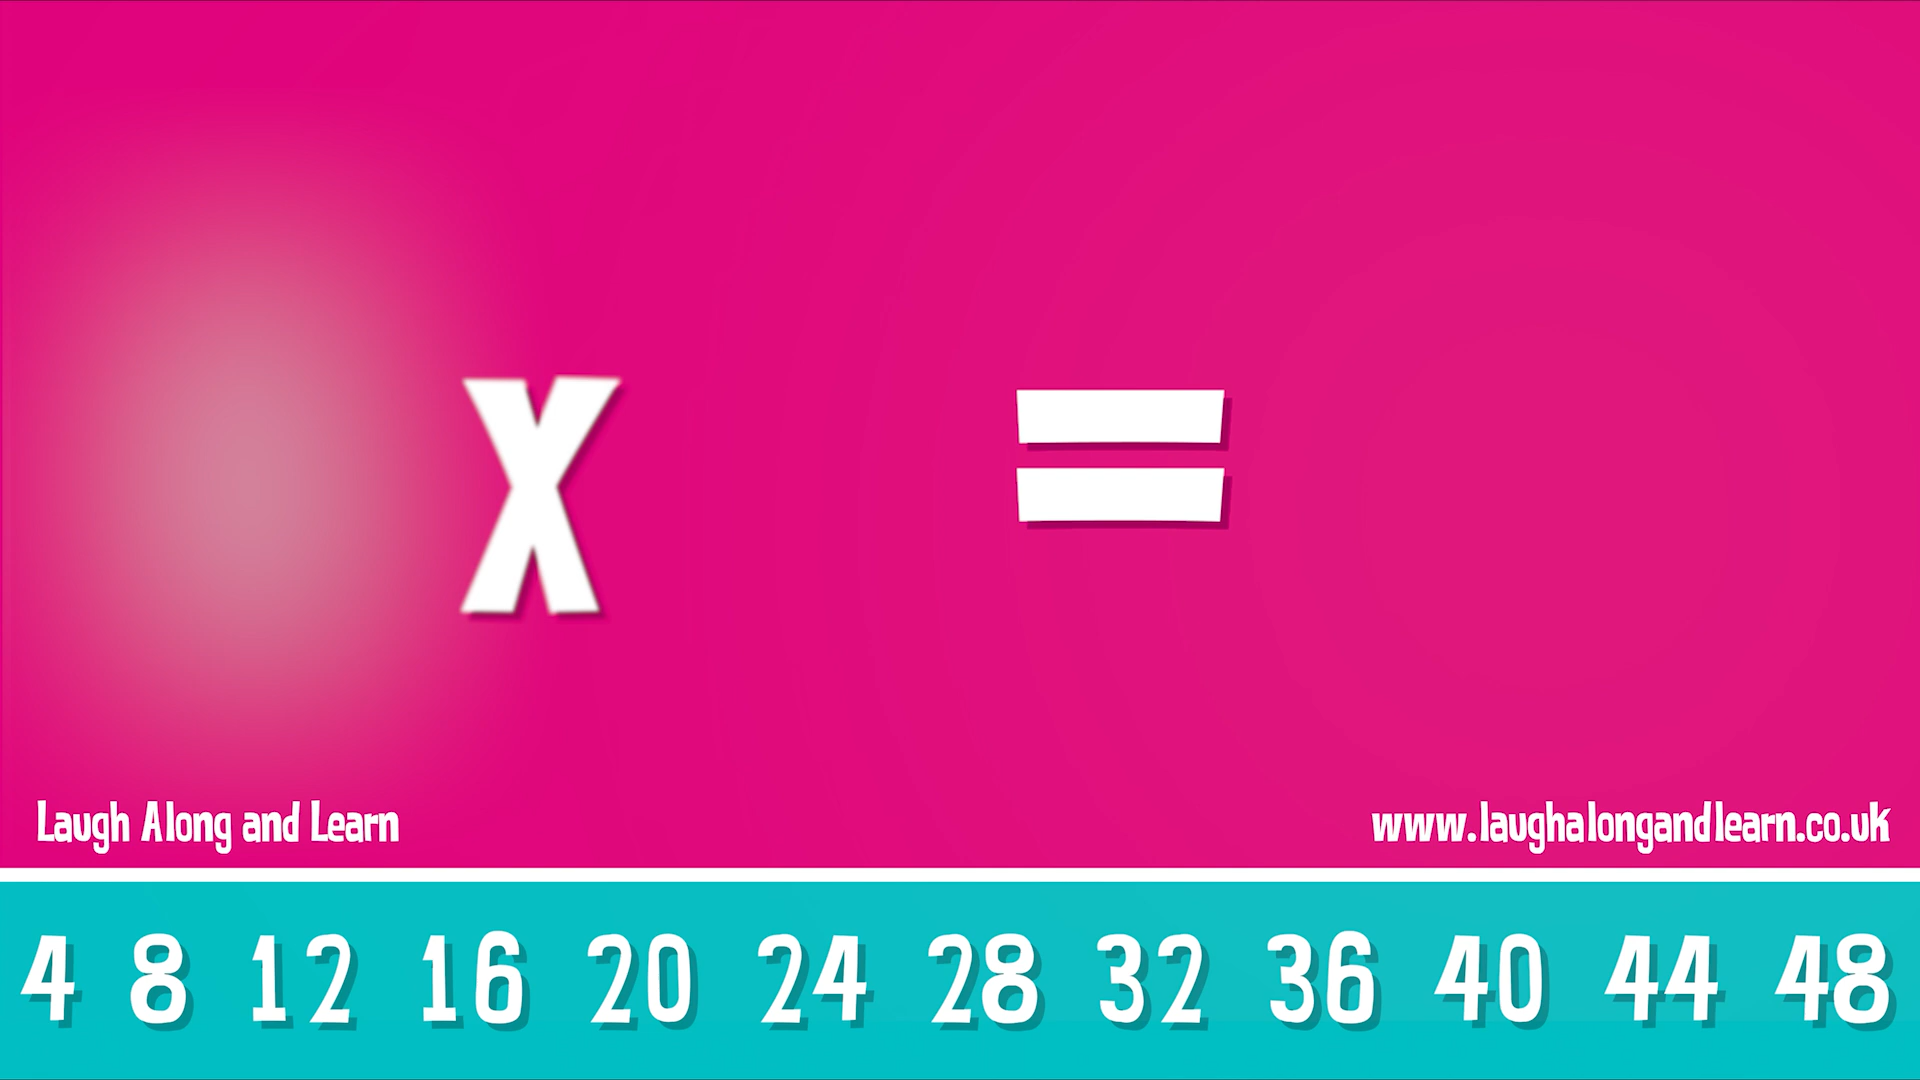 X =
Laugh Along and Learn
www.laughalongandlearn.co.uk
4 8 12 16 20 24 28 32 36 40 44 48